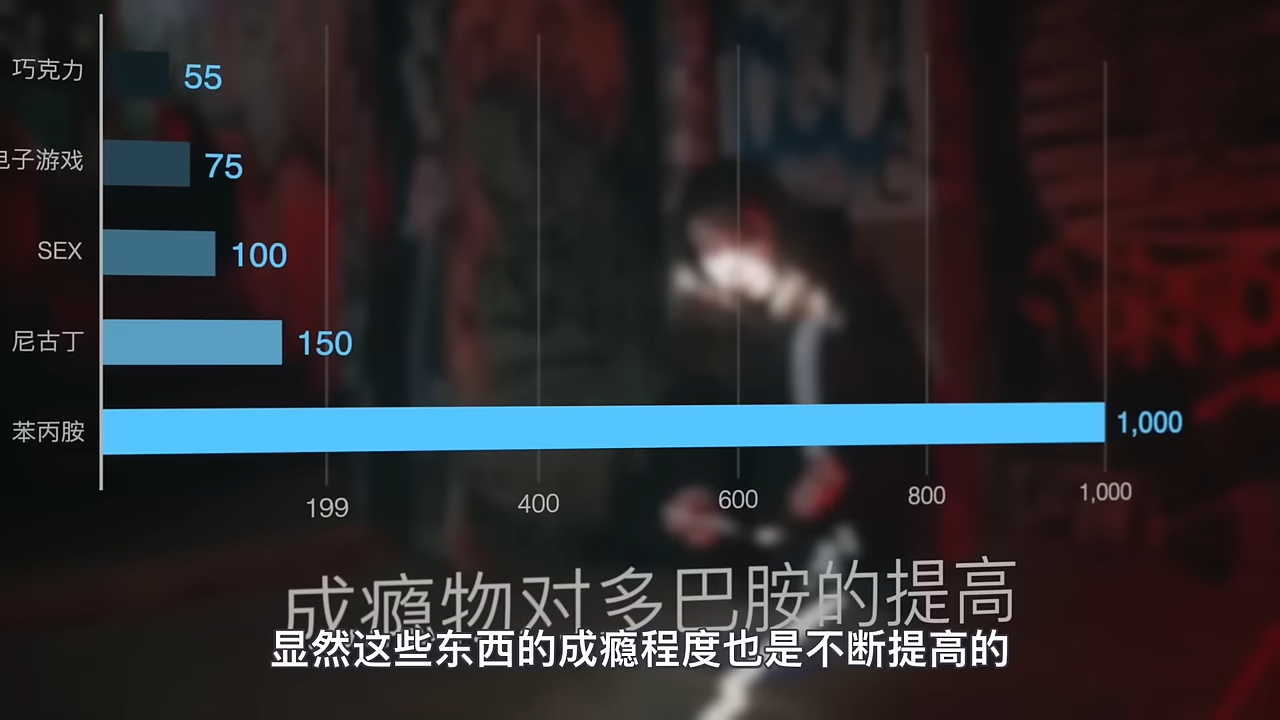 巧克力 55
电子游戏 75
SEX 100
尼古丁 150
苯丙胺 1,000
199 400 600 800 1,000
成瘾物对多巴胺的提高
显然这些东西的成瘾程度也是不断提高的